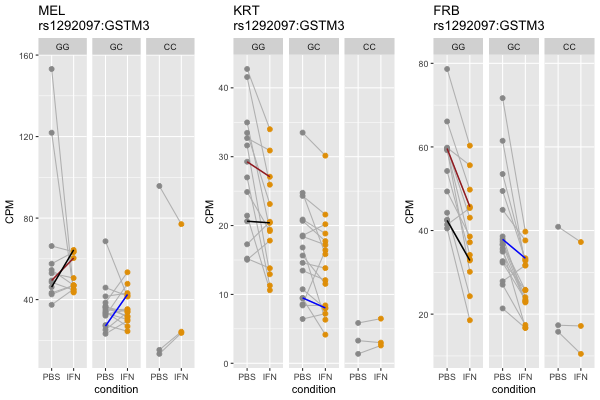 MEL
rs1292097:GSTM3
GG GC CC
160
120
80
40
CPM
PBS IFN PBS IFN PBS IFN
condition
KRT
rs1292097:GSTM3
GG GC CC
40
30
20
10
0
CPM
PBS IFN PBS IFN PBS IFN
condition
FRB
rs1292097:GSTM3
GG GC CC
80
60
40
20
CPM
PBS IFN PBS IFN PBS IFN
condition